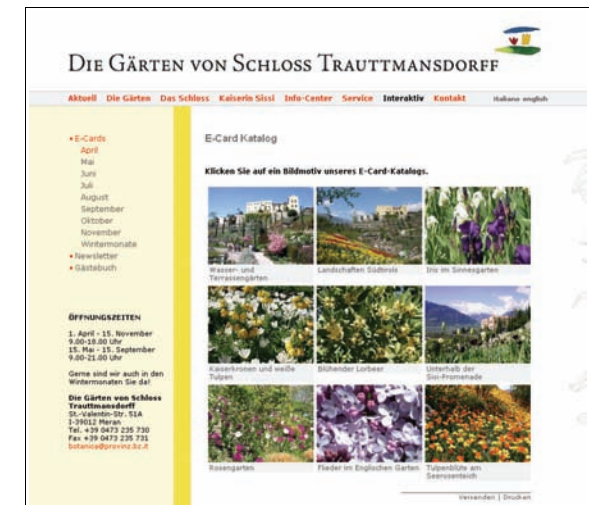 DIE GÄRTEN VON SCHLOSS TRAUTTMANSDORFF
Aktuell Die Gärten Das Schloss Kaiserin Sissi Info-Center Service Interaktiv Kontakt Italiano english
• E-Cards
April
Mai
Juni
Juli
August
September
Oktober
November
Wintermonate
• Newsletter
• Gästebuch
ÖFFNUNGSZEITEN
1. April - 15. November
9.00-18.00 Uhr
15. Mai - 15. September
9.00-21.00 Uhr
Gerne sind wir auch in den
Wintermonaten Sie da!
Die Gärten von Schloss
Trauttmansdorff
St.-Valentin-Str. 51A
I-39012 Meran
Tel. +39 0473 235 730
Fax +39 0473 235 731
botanica@provinz.bz.it
E-Card Katalog
Klicken Sie auf ein Bildmotiv unseres E-Card-Katalogs.
Wasser- und
Terrassengärten
Landschaften Südtirols
Iris im Sinnesgarten
Kaiserkronen und weiße
Tulpen
Blühender Lorbeer
Unterhalb der
Sisi-Promenade
Rosengarten
Flieder im Englischen Garten
Tulpenblüte am
Seerosenteich
Versenden | Drucken